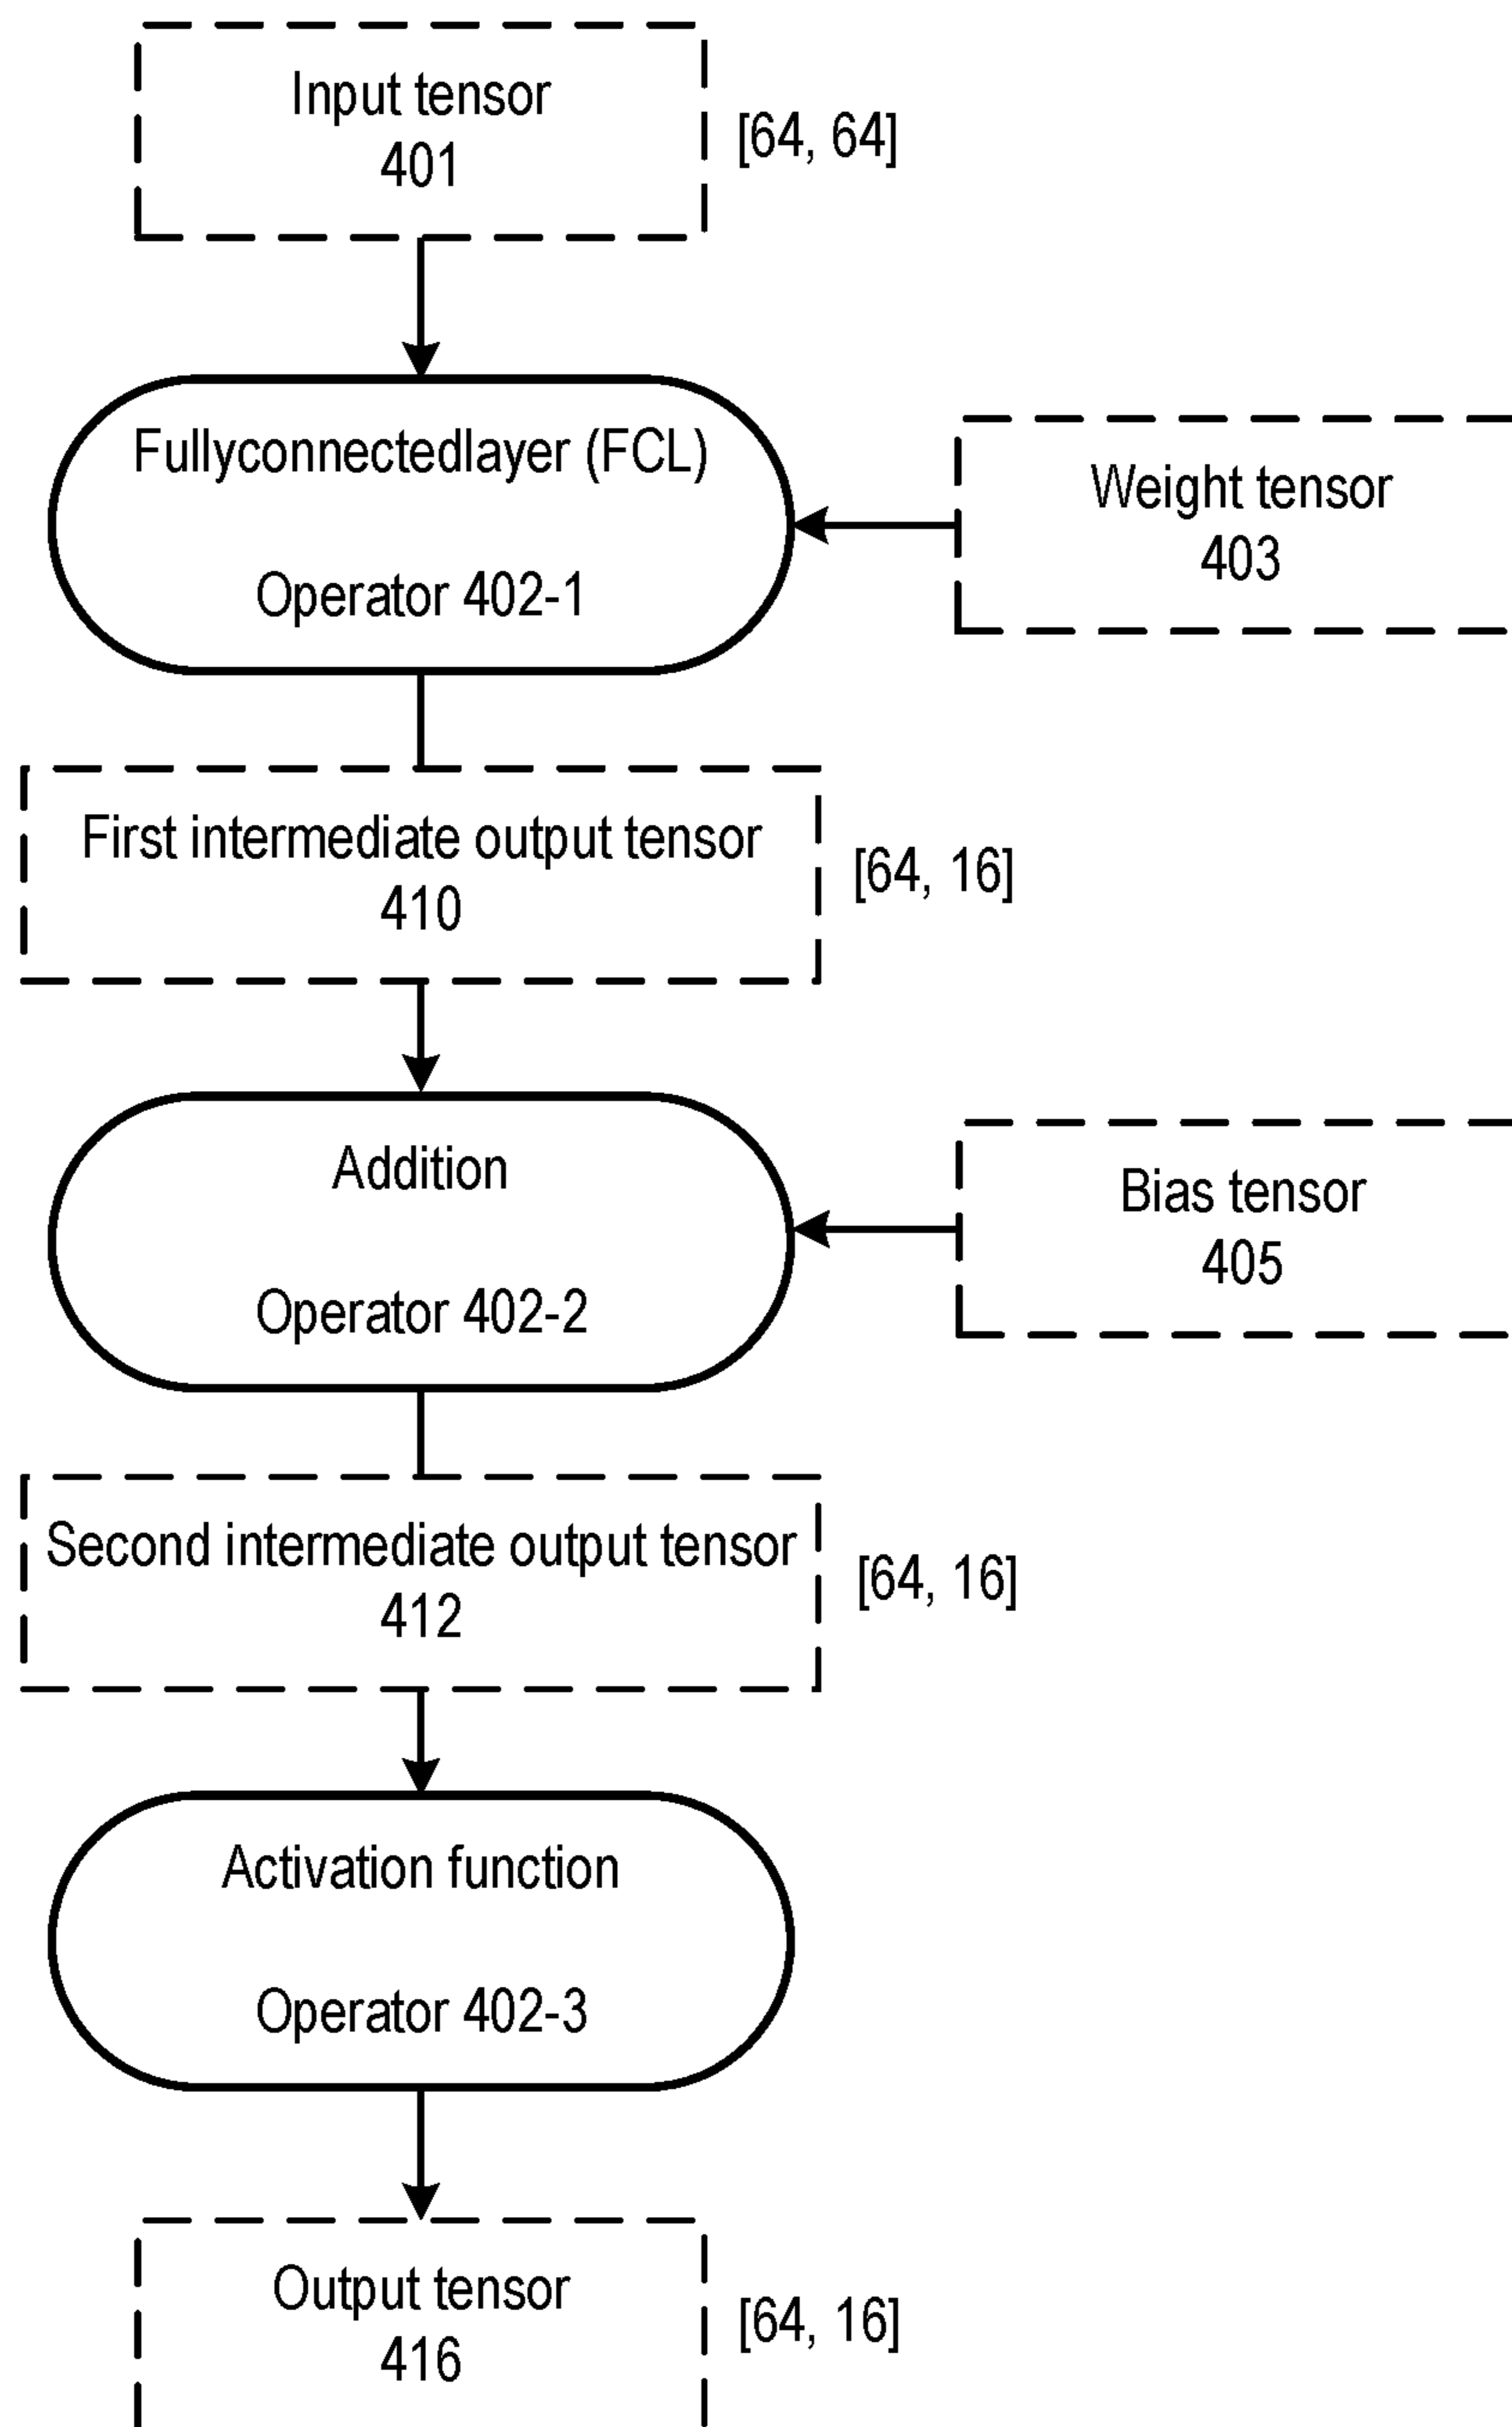 Input tensor
401
[64, 64]
Fullyconnectedlayer (FCL)
Operator 402-1
Weight tensor
403
First intermediate output tensor
410
[64, 16]
Addition
Operator 402-2
Bias tensor
405
Second intermediate output tensor
412
[64, 16]
Activation function
Operator 402-3
Output tensor
416
[64, 16]